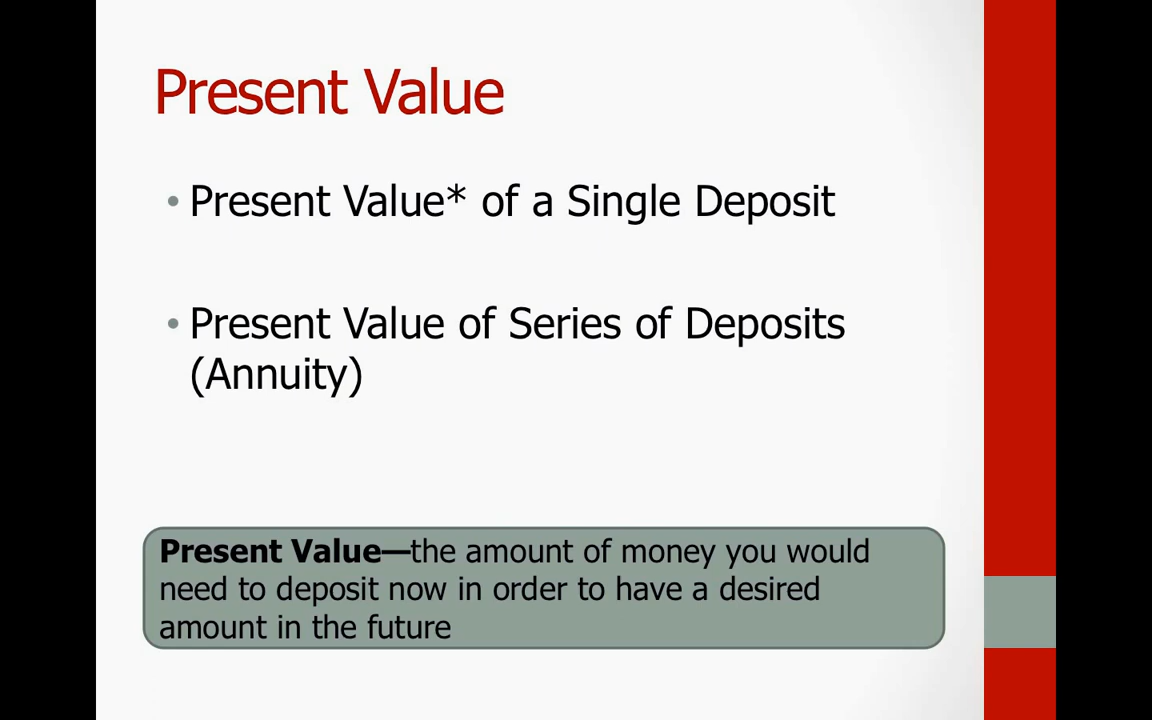 Present Value
• Present Value* of a Single Deposit
• Present Value of Series of Deposits
(Annuity)
Present Value—the amount of money you would
need to deposit now in order to have a desired
amount in the future